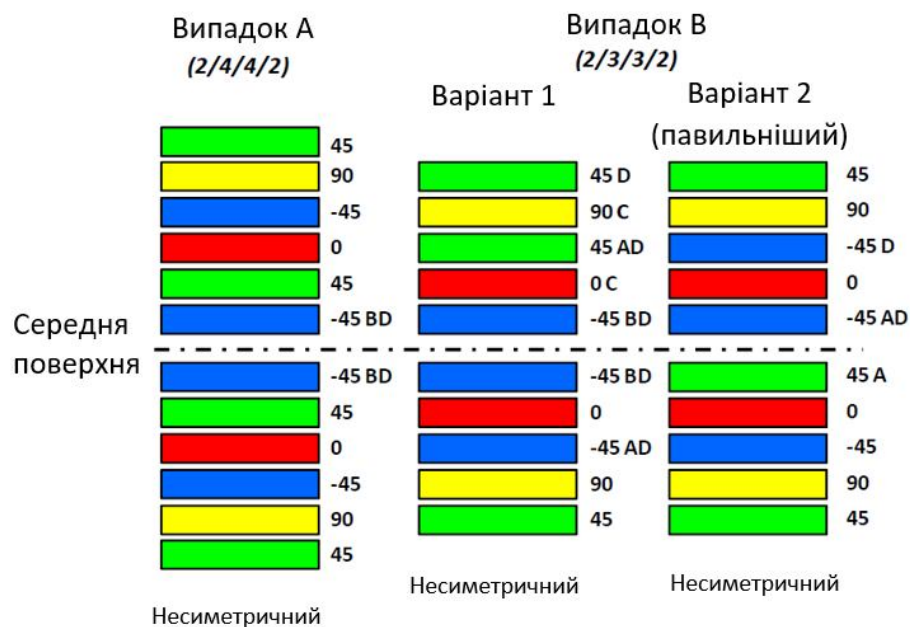 Випадок А
(2/4/4/2)
45
90
-45
0
45
-45 BD
-45 BD
45
0
-45
90
45
Несиметричний
Середня
поверхня
Випадок В
(2/3/3/2)
Варіант 1
45 D
90 C
45 AD
0 C
-45 BD
-45 BD
0
-45 AD
90
45
Несиметричний
Варіант 2
(павильніший)
45
90
-45 D
0
-45 AD
45 A
0
-45
90
45
Несиметричний